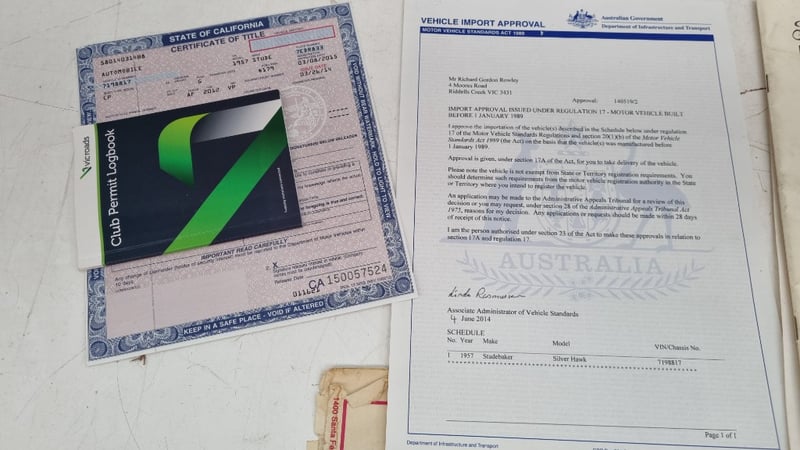 STATE OF CALIFORNIA
CERTIFICATE OF TITLE
AUTOMOBILE
1957 STUDE
7198817
CP
AF 2012 VP
03/08/2015
03/26/14
vicroads
Club Permit Logbook
IMPORTANT READ CAREFULLY
CA 150057524
KEEP IN A SAFE PLACE - VOID IF ALTERED
1400 Santa Fe
VEHICLE IMPORT APPROVAL
MOTOR VEHICLE STANDARDS ACT 1989
Australian Government
Department of Infrastructure and Transport
Mr Richard Gordon Rowley
4 Moores Road
Riddells Creek VIC 3431
Approval: 140519/2
IMPORT APPROVAL ISSUED UNDER REGULATION 17 - MOTOR VEHICLE BUILT
BEFORE 1 JANUARY 1989
I approve the importation of the vehicle(s) described in the Schedule below under regulation
17 of the Motor Vehicle Standards Regulations and section 20(1)(b) of the Motor Vehicle
Standards Act 1989 (the Act) on the basis that the vehicle(s) was manufactured before
1 January 1989.
Approval is given, under section 17A of the Act, for you to take delivery of the vehicle.
Please note the vehicle is not exempt from State or Territory registration requirements. You
should determine such requirements from the motor vehicle registration authority in the State
or Territory where you intend to register the vehicle.
An application may be made to the Administrative Appeals Tribunal for a review of this
decision or you may request, under section 28 of the Administrative Appeals Tribunal Act
1975, reasons for my decision. Any applications or requests should be made within 28 days
of receipt of this notice.
I am the person authorised under section 23 of the Act to make these approvals in relation to
section 17A and regulation 17.
AUSTRALIA
Associate Administrator of Vehicle Standards
4 June 2014
SCHEDULE
No. Year Make Model VIN/Chassis No.
1 1957 Studebaker Silver Hawk 7198817
Page 1 of 1
Department of Infrastructure and Transport